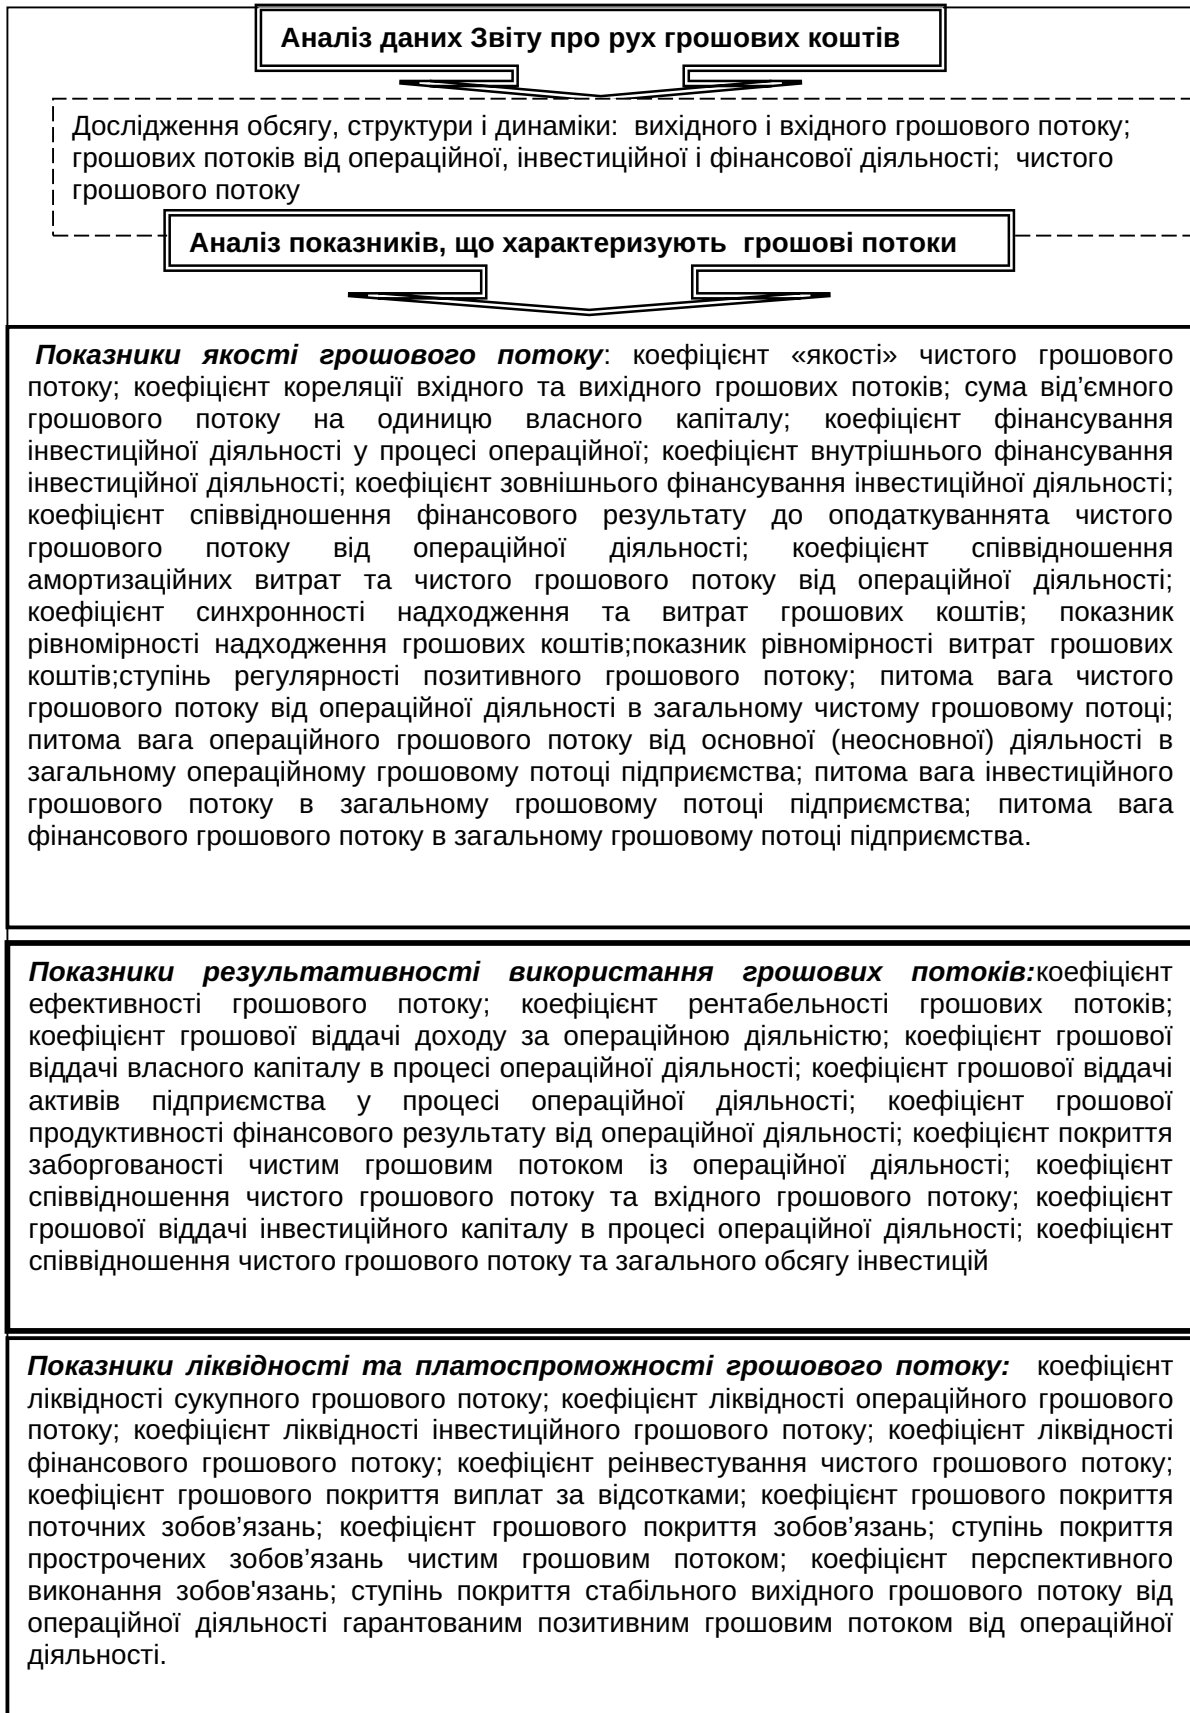 Аналіз даних Звіту про рух грошових коштів
Дослідження обсягу, структури і динаміки:  вихідного і вхідного грошового потоку;
грошових потоків від операційної, інвестиційної і фінансової діяльності;  чистого
грошового потоку
Аналіз показників, що характеризують  грошові потоки
Показники якості грошового потоку: коефіцієнт «якості» чистого грошового
потоку; коефіцієнт кореляції вхідного та вихідного грошових потоків; сума від’ємного
грошового потоку на одиницю власного капіталу; коефіцієнт фінансування
інвестиційної діяльності у процесі операційної; коефіцієнт внутрішнього фінансування
інвестиційної діяльності; коефіцієнт зовнішнього фінансування інвестиційної діяльності;
коефіцієнт співвідношення фінансового результату до оподаткуваннята чистого
грошового потоку від операційної діяльності; коефіцієнт співвідношення
амортизаційних витрат та чистого грошового потоку від операційної діяльності;
коефіцієнт синхронності надходження та витрат грошових коштів; показник
рівномірності надходження грошових коштів;показник рівномірності витрат грошових
коштів;ступінь регулярності позитивного грошового потоку; питома вага чистого
грошового потоку від операційної діяльності в загальному чистому грошовому потоці;
питома вага операційного грошового потоку від основної (неосновної) діяльності в
загальному операційному грошовому потоці підприємства; питома вага інвестиційного
грошового потоку в загальному грошовому потоці підприємства; питома вага
фінансового грошового потоку в загальному грошовому потоці підприємства.
Показники результативності використання грошових потоків:коефіцієнт
ефективності грошового потоку; коефіцієнт рентабельності грошових потоків;
коефіцієнт грошової віддачі доходу за операційною діяльністю; коефіцієнт грошової
віддачі власного капіталу в процесі операційної діяльності; коефіцієнт грошової віддачі
активів підприємства у процесі операційної діяльності; коефіцієнт грошової
продуктивності фінансового результату від операційної діяльності; коефіцієнт покриття
заборгованості чистим грошовим потоком із операційної діяльності; коефіцієнт
співвідношення чистого грошового потоку та вхідного грошового потоку; коефіцієнт
грошової віддачі інвестиційного капіталу в процесі операційної діяльності; коефіцієнт
співвідношення чистого грошового потоку та загального обсягу інвестицій
Показники ліквідності та платоспроможності грошового потоку:  коефіцієнт
ліквідності сукупного грошового потоку; коефіцієнт ліквідності операційного грошового
потоку; коефіцієнт ліквідності інвестиційного грошового потоку; коефіцієнт ліквідності
фінансового грошового потоку; коефіцієнт реінвестування чистого грошового потоку;
коефіцієнт грошового покриття виплат за відсотками; коефіцієнт грошового покриття
поточних зобов’язань; коефіцієнт грошового покриття зобов’язань; ступінь покриття
прострочених зобов’язань чистим грошовим потоком; коефіцієнт перспективного
виконання зобов'язань; ступінь покриття стабільного вихідного грошового потоку від
операційної діяльності гарантованим позитивним грошовим потоком від операційної
діяльності.